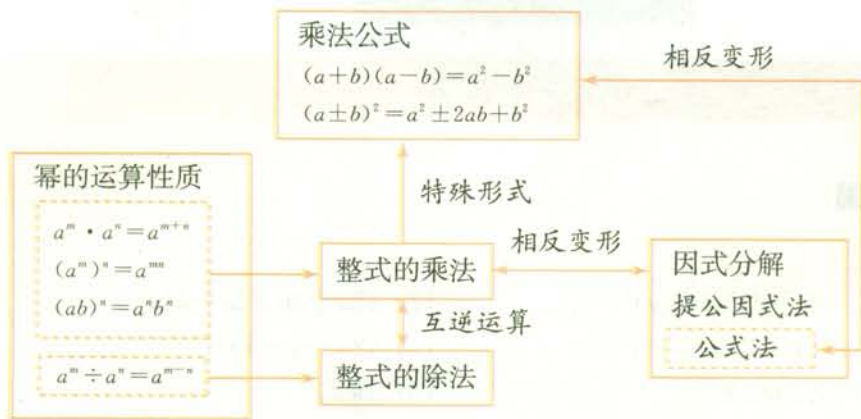 乘法公式
(a+b)(a-b)=a²-b²
(a±b)²=a²±2ab+b²
相反变形
幂的运算性质
aᵐ·aⁿ=aᵐ⁺ⁿ
(aᵐ)ⁿ=aᵐⁿ
(ab)ⁿ=aⁿbⁿ
aᵐ÷aⁿ=aᵐ⁻ⁿ
特殊形式
整式的乘法
相反变形
互逆运算
整式的除法
因式分解
提公因式法
公式法